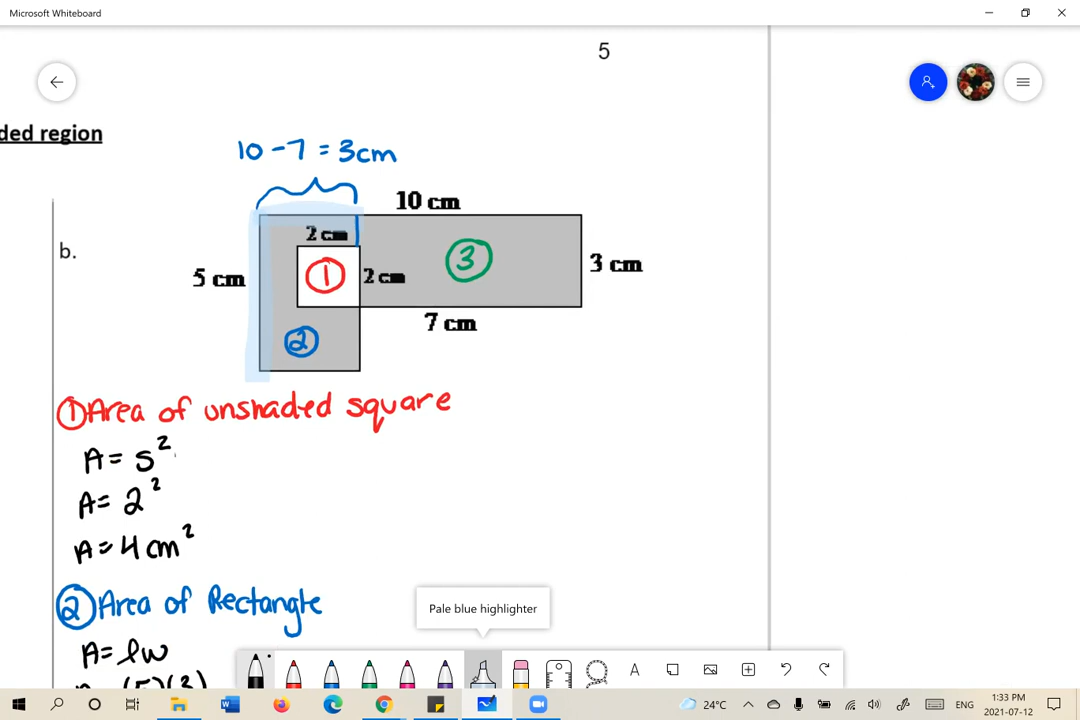 Microsoft Whiteboard
5
ded region
10 - 7 = 3cm
10 cm
b.
2 cm
5 cm
①
2 cm
③
3 cm
7 cm
②
① Area of unshaded square
A = s²
A = 2²
A = 4 cm²
② Area of Rectangle
A = lw
Pale blue highlighter
A
24°C
ENG
1:33 PM
2021-07-12